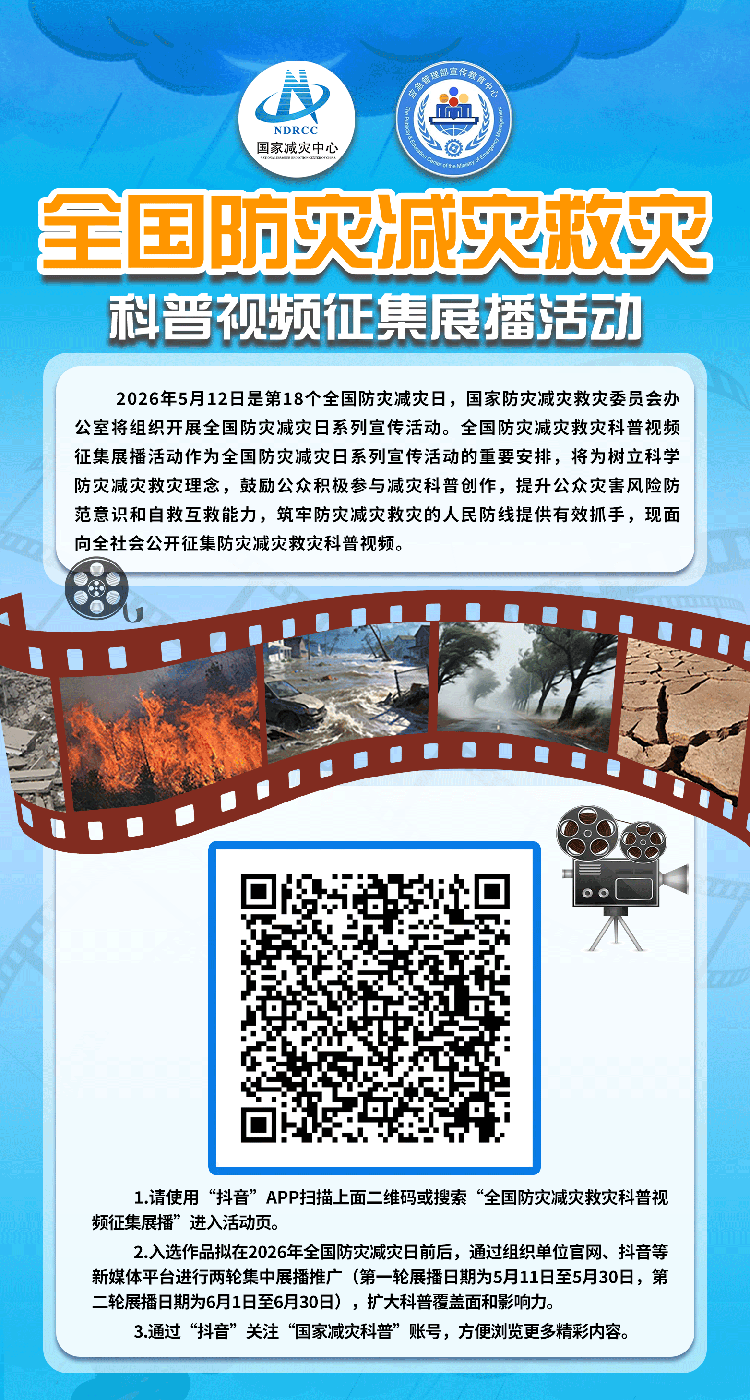 NDRCC
国家减灾中心
应急管理部宣传教育中心
全国防灾减灾救灾
科普视频征集展播活动
2026年5月12日是第18个全国防灾减灾日，国家防灾减灾救灾委员会办
公室将组织开展全国防灾减灾日系列宣传活动。全国防灾减灾救灾科普视频
征集展播活动作为全国防灾减灾日系列宣传活动的重要安排，将为树立科学
防灾减灾救灾理念，鼓励公众积极参与减灾科普创作，提升公众灾害风险防
范意识和自救互救能力，筑牢防灾减灾救灾的人民防线提供有效抓手，现面
向全社会公开征集防灾减灾救灾科普视频。
1.请使用“抖音”APP扫描上面二维码或搜索“全国防灾减灾救灾科普视
频征集展播”进入活动页。
2.入选作品拟在2026年全国防灾减灾日前后，通过组织单位官网、抖音等
新媒体平台进行两轮集中展播推广（第一轮展播日期为5月11日至5月30日，第
二轮展播日期为6月1日至6月30日），扩大科普覆盖面和影响力。
3.通过“抖音”关注“国家减灾科普”账号，方便浏览更多精彩内容。